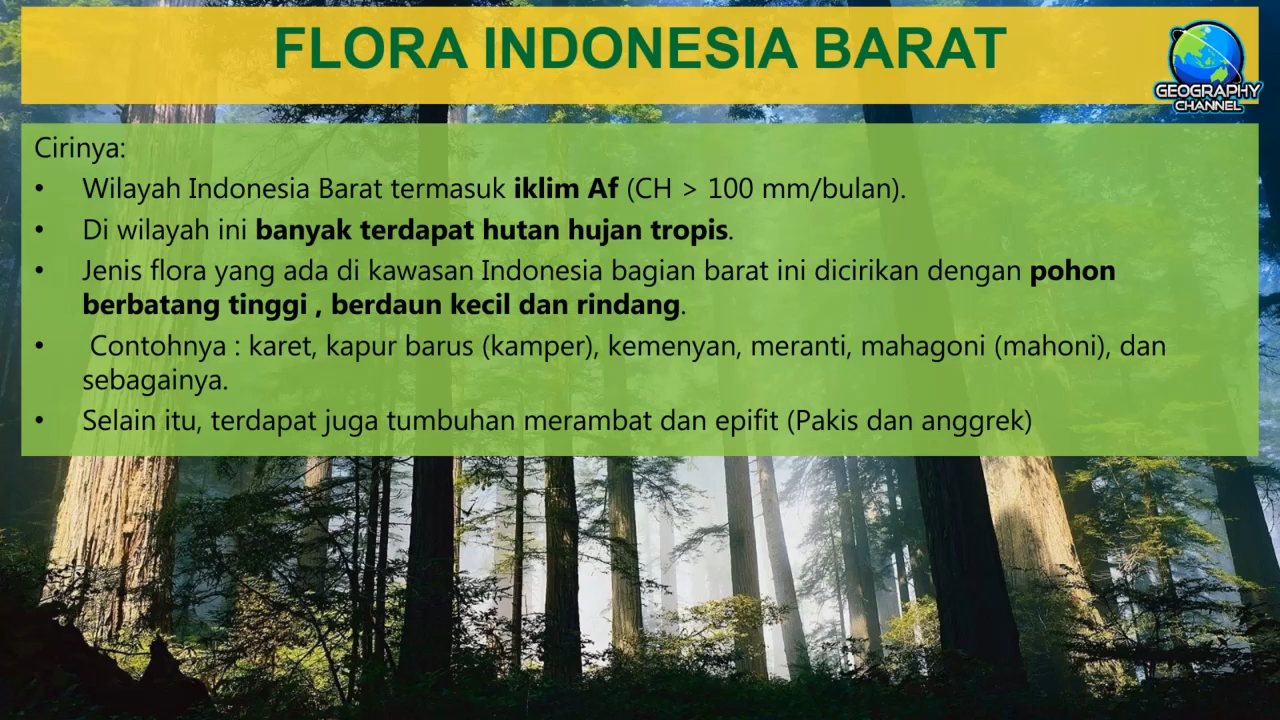 FLORA INDONESIA BARAT
GEOGRAPHY
CHANNEL
Cirinya:
• Wilayah Indonesia Barat termasuk iklim Af (CH > 100 mm/bulan).
• Di wilayah ini banyak terdapat hutan hujan tropis.
• Jenis flora yang ada di kawasan Indonesia bagian barat ini dicirikan dengan pohon
berbatang tinggi , berdaun kecil dan rindang.
• Contohnya : karet, kapur barus (kamper), kemenyan, meranti, mahagoni (mahoni), dan
sebagainya.
• Selain itu, terdapat juga tumbuhan merambat dan epifit (Pakis dan anggrek)